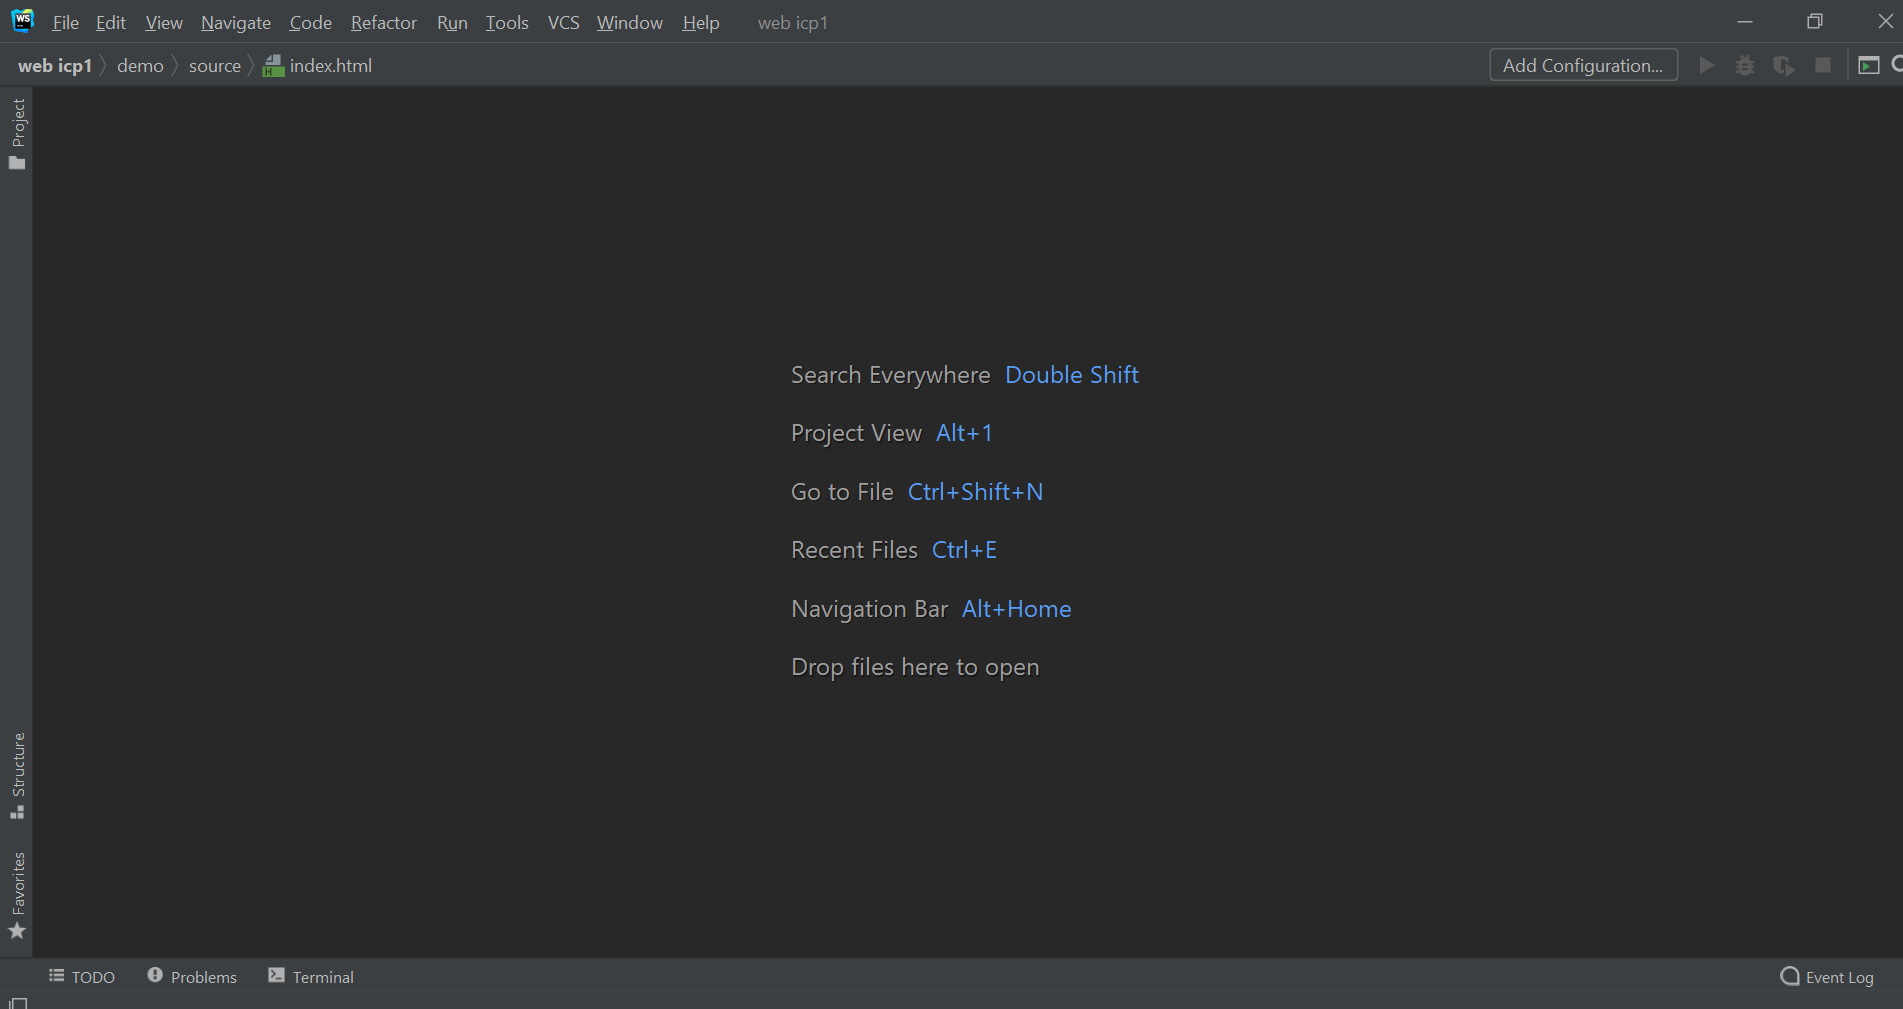 WS File Edit View Navigate Code Refactor Run Tools VCS Window Help web icp1
web icp1 demo source H index.html Add Configuration...
Project
Search Everywhere Double Shift
Project View Alt+1
Go to File Ctrl+Shift+N
Recent Files Ctrl+E
Navigation Bar Alt+Home
Drop files here to open
Structure
Favorites
TODO Problems Terminal Event Log